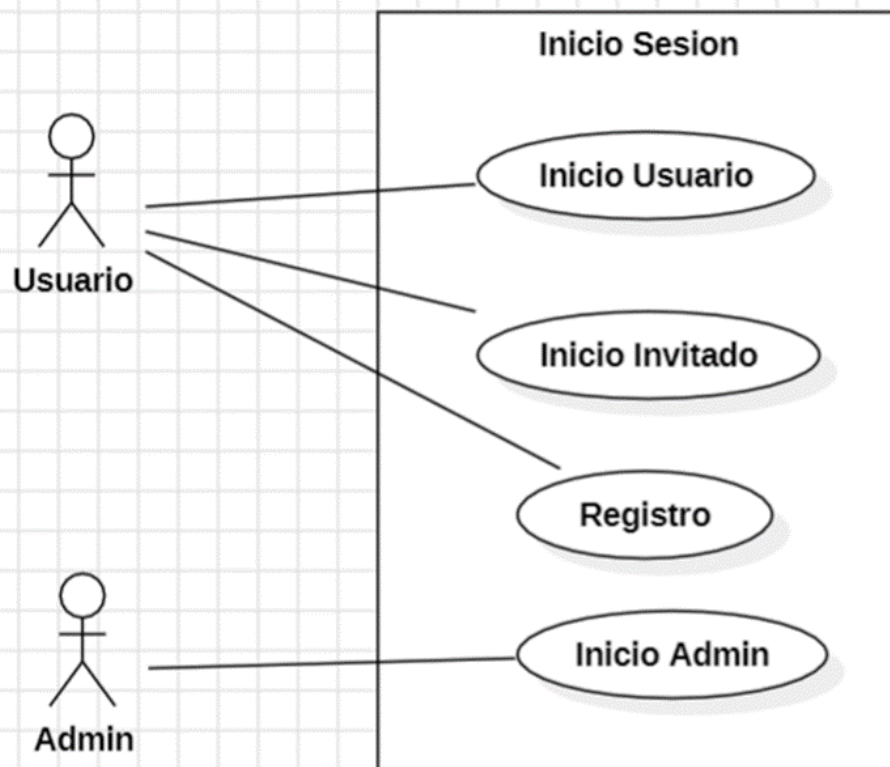 Inicio Sesion
Inicio Usuario
Usuario
Inicio Invitado
Registro
Inicio Admin
Admin